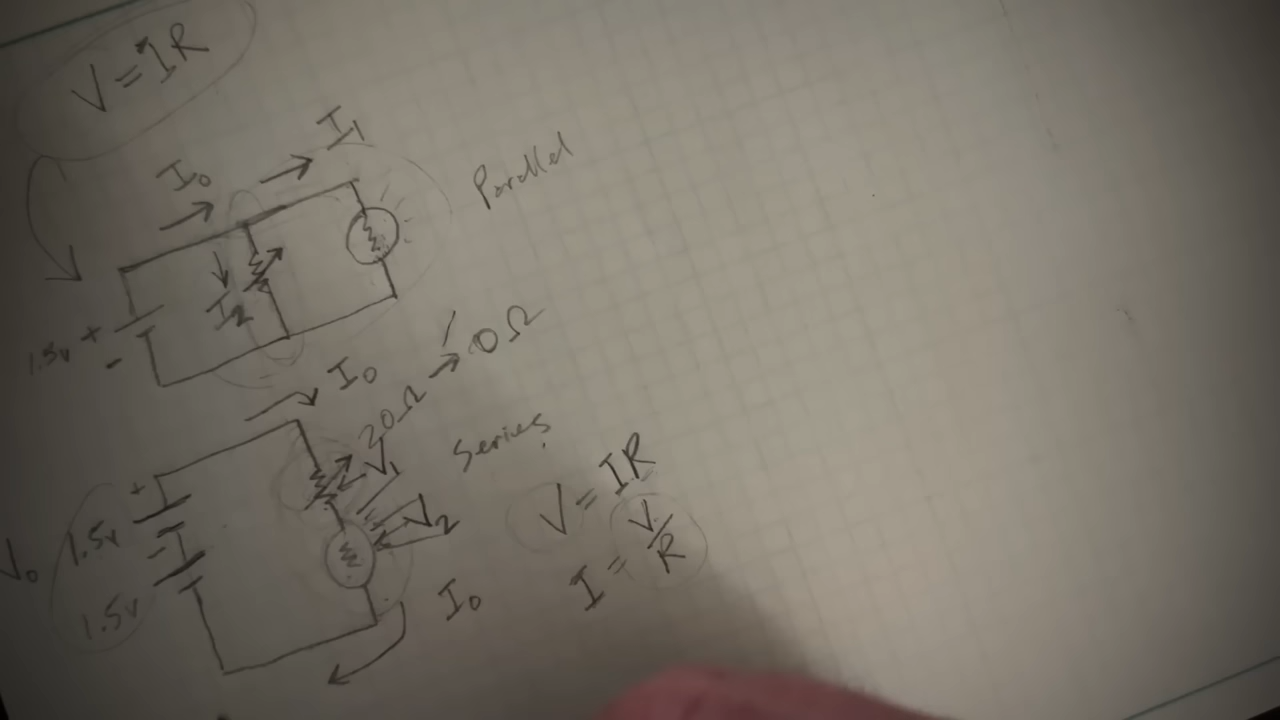 V = IR
I₁
I₀
Parallel
I₂
1.5v +
-
I₀
20Ω → 0Ω
Series
V₁
V₂
+
1.5v
-
V₀
1.5v
I₀
V = IR
I = V/R